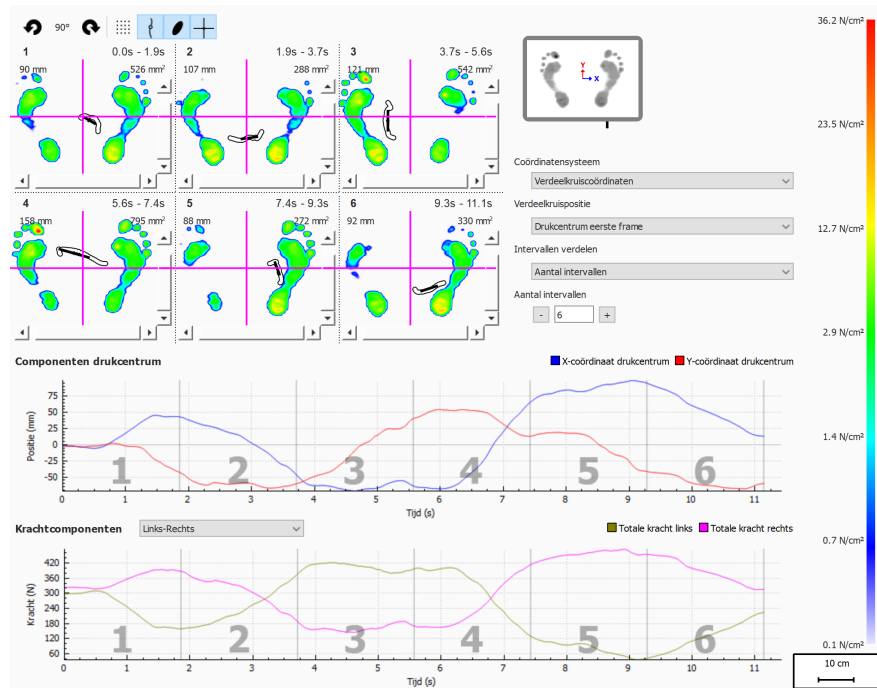 90°
1 0.0s - 1.9s
90 mm 526 mm²
2 1.9s - 3.7s
107 mm 288 mm²
3 3.7s - 5.6s
121 mm 542 mm²
4 5.6s - 7.4s
158 mm 795 mm²
5 7.4s - 9.3s
88 mm 272 mm²
6 9.3s - 11.1s
92 mm 330 mm²
Y
X
Coördinatensysteem
Verdeelkruiscoördinaten
Verdeelkruispositie
Drukcentrum eerste frame
Intervallen verdelen
Aantal intervallen
Aantal intervallen
- 6 +
36.2 N/cm²
23.5 N/cm²
12.7 N/cm²
2.9 N/cm²
1.4 N/cm²
0.7 N/cm²
0.1 N/cm²
10 cm
Componenten drukcentrum
X-coördinaat drukcentrum Y-coördinaat drukcentrum
Positie (mm)
75
50
25
0
-25
-50
1 2 3 4 5 6
0 1 2 3 4 5 6 7 8 9 10 11
Tijd (s)
Krachtcomponenten
Links-Rechts
Totale kracht links Totale kracht rechts
Kracht (N)
420
360
300
240
180
120
60
1 2 3 4 5 6
0 1 2 3 4 5 6 7 8 9 10 11
Tijd (s)